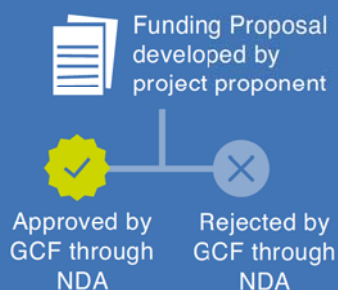 Funding Proposal
developed by
project proponent
Approved by
GCF through
NDA
Rejected by
GCF through
NDA